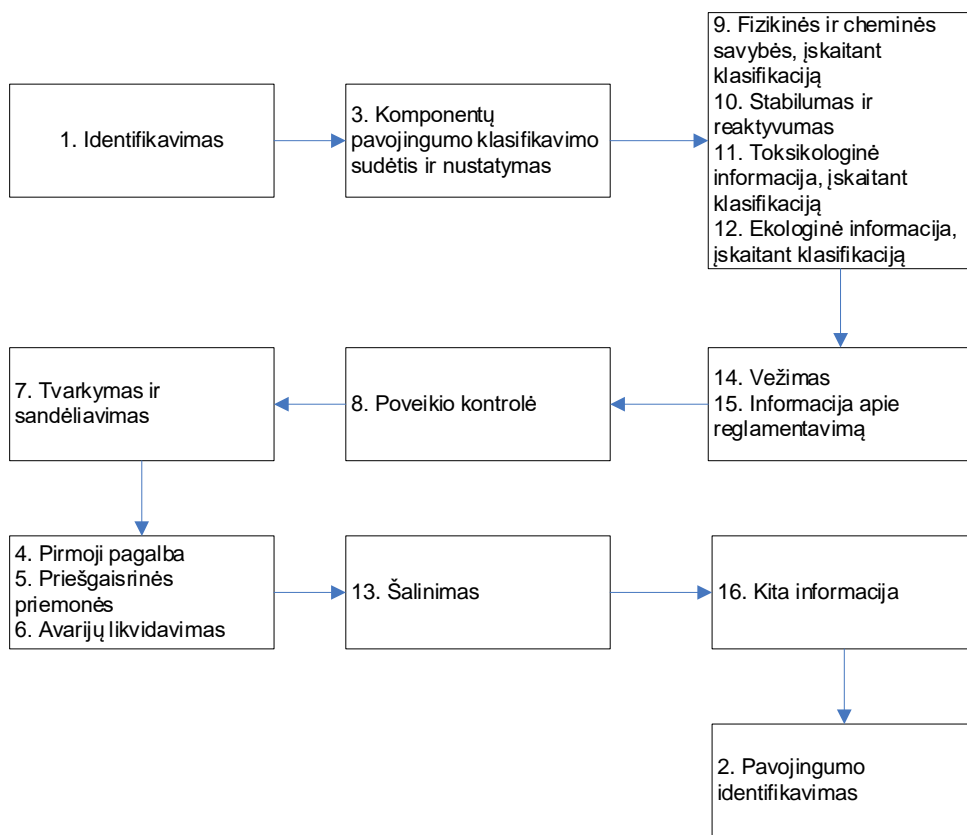 1. Identifikavimas
3. Komponentų
pavojingumo klasifikavimo
sudėtis ir nustatymas
9. Fizikinės ir cheminės
savybės, įskaitant
klasifikaciją
10. Stabilumas ir
reaktyvumas
11. Toksikologinė
informacija, įskaitant
klasifikaciją
12. Ekologinė informacija,
įskaitant klasifikaciją
14. Vežimas
15. Informacija apie
reglamentavimą
8. Poveikio kontrolė
7. Tvarkymas ir
sandėliavimas
4. Pirmoji pagalba
5. Priešgaisrinės
priemonės
6. Avarijų likvidavimas
13. Šalinimas
16. Kita informacija
2. Pavojingumo
identifikavimas